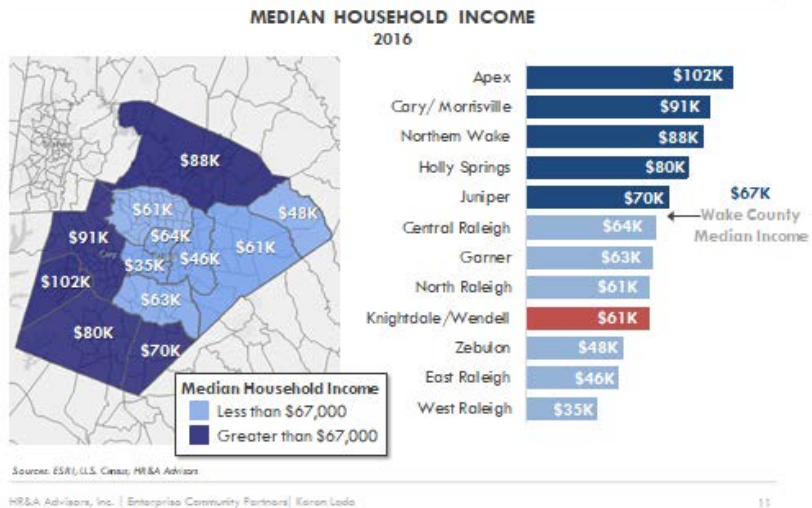 MEDIAN HOUSEHOLD INCOME
2016
$88K
$61K
$48K
$64K
$91K
$61K
$35K
$46K
$102K
$63K
$80K
$70K
Median Household Income
Less than $67,000
Greater than $67,000
Apex $102K
Cary/Morrisville $91K
Northern Wake $88K
Holly Springs $80K
Juniper $70K
$67K
Wake County
Median Income
Central Raleigh $64K
Garner $63K
North Raleigh $61K
Knightdale/Wendell $61K
Zebulon $48K
East Raleigh $46K
West Raleigh $35K
Sources: ESRI, U.S. Census, HR&A Advisors
HR&A Advisors, Inc. | Enterprise Community Partners| Karen Lado
11